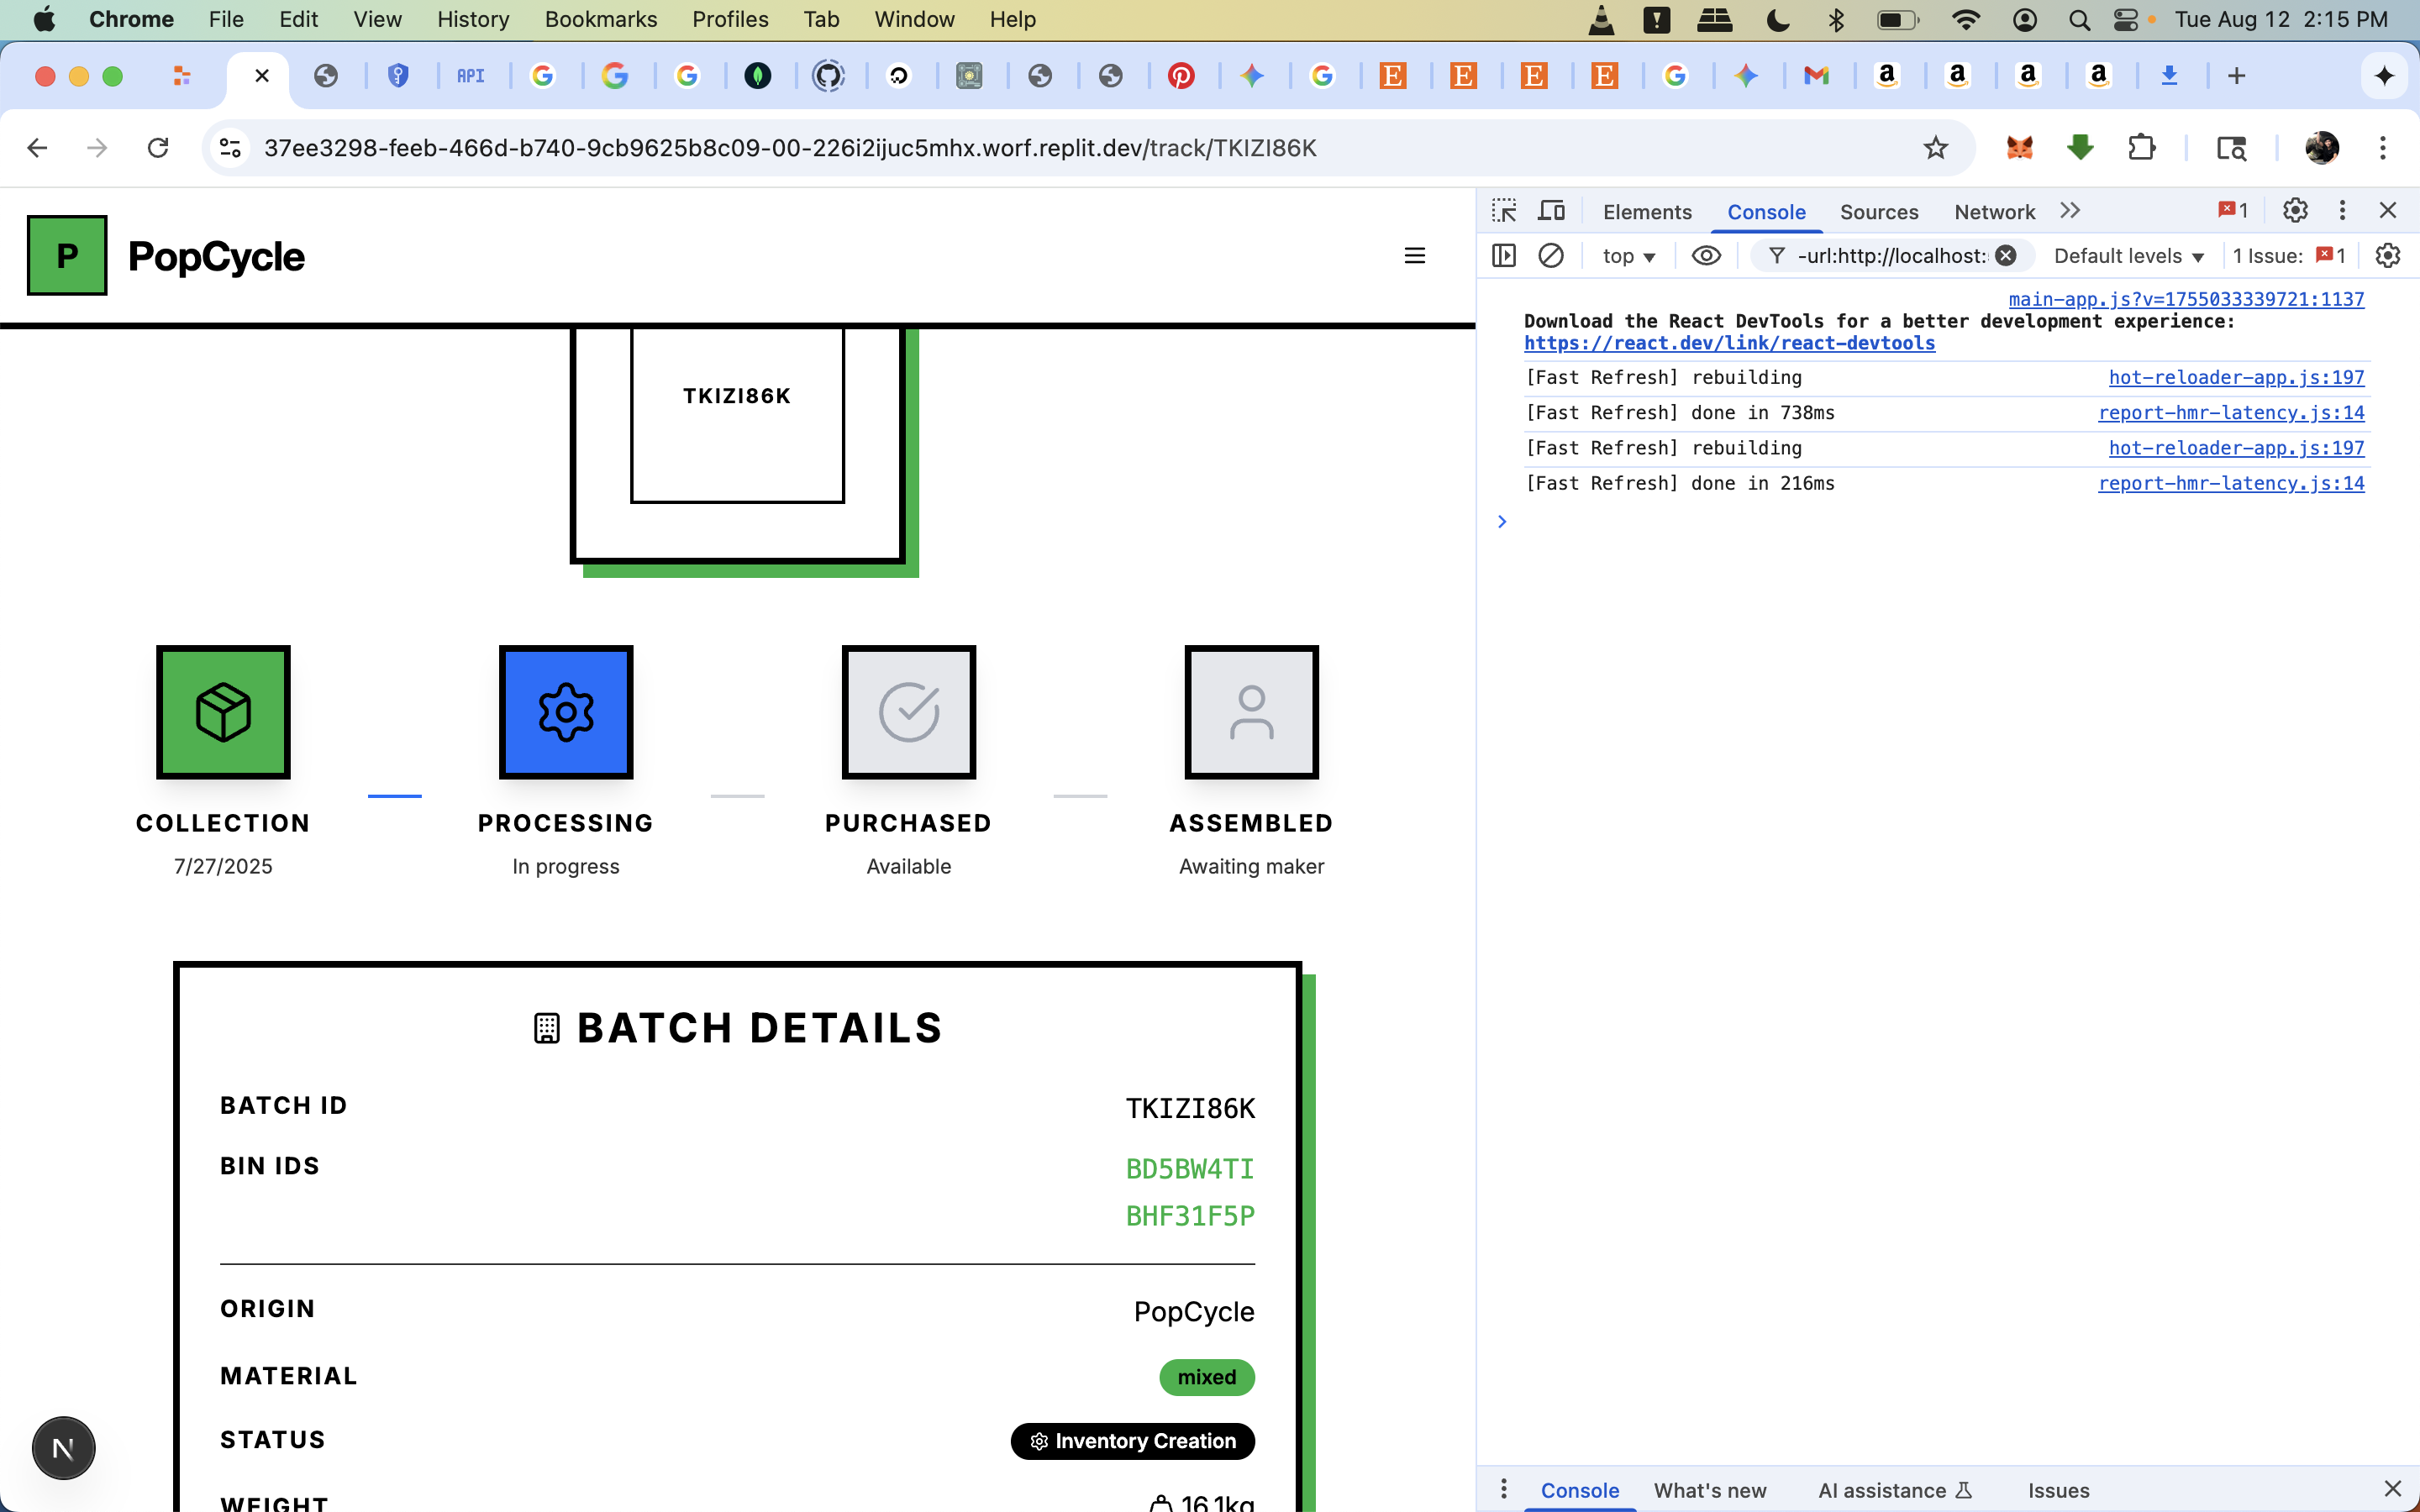 Chrome File Edit View History Bookmarks Profiles Tab Window Help Tue Aug 12 2:15 PM
API
37ee3298-feeb-466d-b740-9cb9625b8c09-00-226i2ijuc5mhx.worf.replit.dev/track/TKIZI86K
P PopCycle
TKIZI86K
COLLECTION PROCESSING PURCHASED ASSEMBLED
7/27/2025 In progress Available Awaiting maker
BATCH DETAILS
BATCH ID TKIZI86K
BIN IDS BD5BW4TI
BHF31F5P
ORIGIN PopCycle
MATERIAL mixed
STATUS Inventory Creation
WEIGHT 16.1kg
N
Elements Console Sources Network 1
top -url:http://localhost: Default levels 1 Issue: 1
main-app.js?v=1755033339721:1137
Download the React DevTools for a better development experience:
https://react.dev/link/react-devtools
[Fast Refresh] rebuilding hot-reloader-app.js:197
[Fast Refresh] done in 738ms report-hmr-latency.js:14
[Fast Refresh] rebuilding hot-reloader-app.js:197
[Fast Refresh] done in 216ms report-hmr-latency.js:14
Console What's new AI assistance Issues